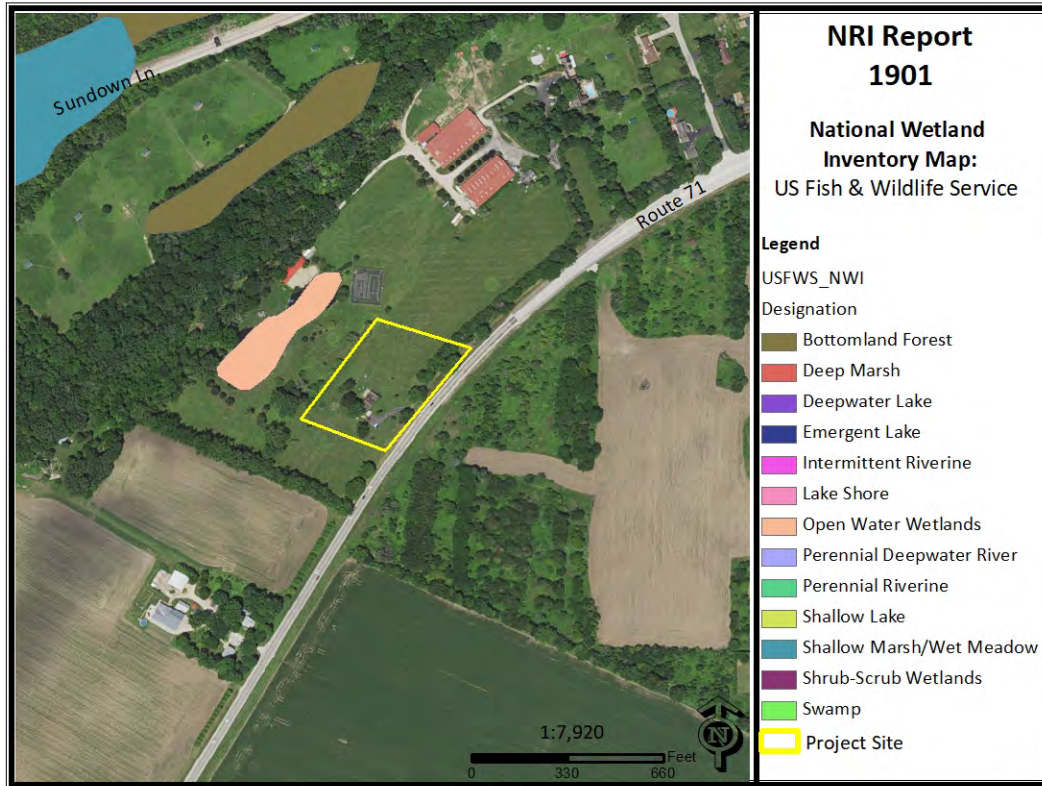 Sundown Ln.
Route 71
1:7,920
Feet
0 330 660
N
NRI Report
1901
National Wetland
Inventory Map:
US Fish & Wildlife Service
Legend
USFWS_NWI
Designation
Bottomland Forest
Deep Marsh
Deepwater Lake
Emergent Lake
Intermittent Riverine
Lake Shore
Open Water Wetlands
Perennial Deepwater River
Perennial Riverine
Shallow Lake
Shallow Marsh/Wet Meadow
Shrub-Scrub Wetlands
Swamp
Project Site